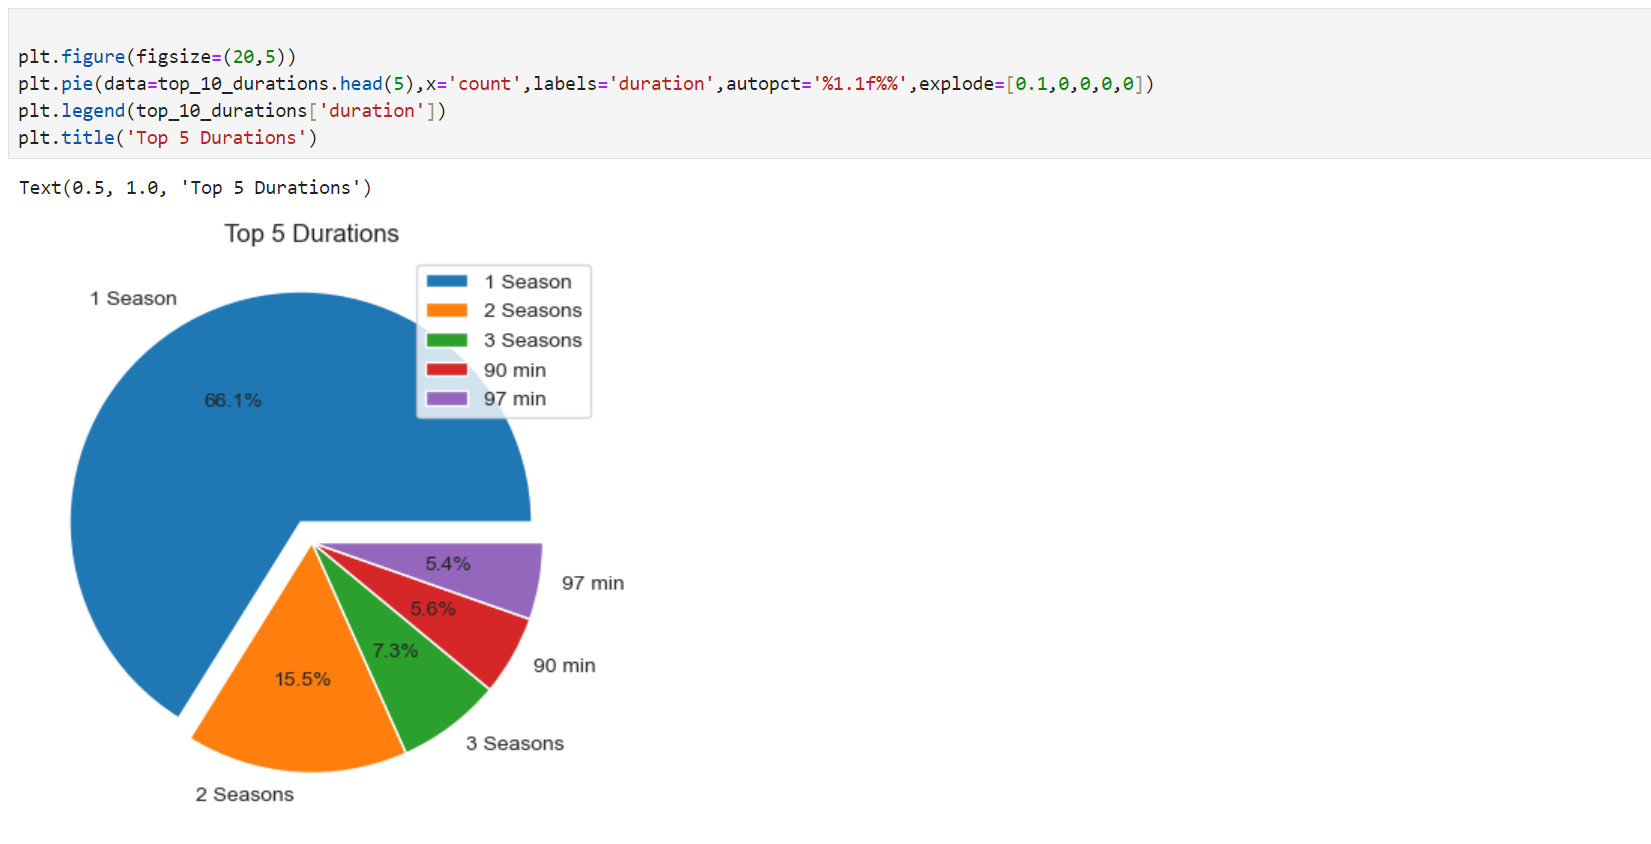 plt.figure(figsize=(20,5))
plt.pie(data=top_10_durations.head(5),x='count',labels='duration',autopct='%1.1f%%',explode=[0.1,0,0,0,0])
plt.legend(top_10_durations['duration'])
plt.title('Top 5 Durations')
Text(0.5, 1.0, 'Top 5 Durations')
Top 5 Durations
1 Season
2 Seasons
3 Seasons
90 min
97 min
1 Season
66.1%
5.4%
97 min
5.6%
7.3%
90 min
15.5%
3 Seasons
2 Seasons